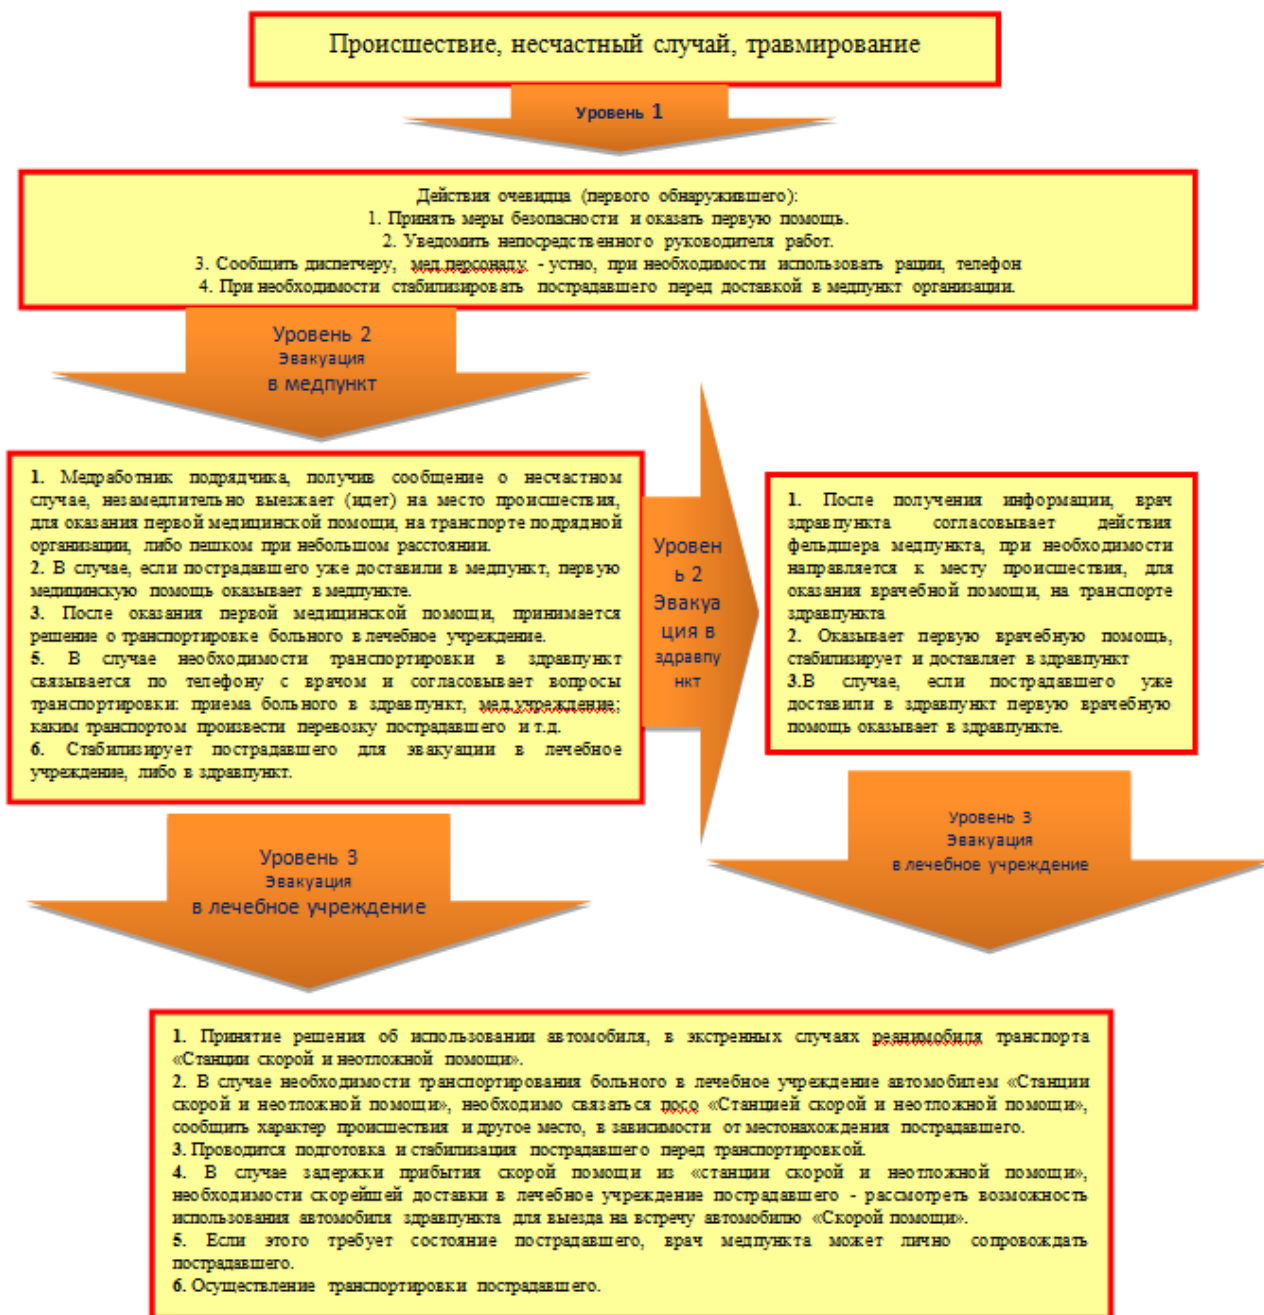 Происшествие, несчастный случай, травмирование
Уровень 1
Действия очевидца (первого обнаружившего):
1. Принять меры безопасности и оказать первую помощь.
2. Уведомить непосредственного руководителя работ.
3. Сообщить диспетчеру, мед.персоналу - устно, при необходимости использовать рации, телефон
4. При необходимости стабилизировать пострадавшего перед доставкой в медпункт организации.
Уровень 2
Эвакуация
в медпункт
1. Медработник подрядчика, получив сообщение о несчастном
случае, незамедлительно выезжает (идет) на место происшествия,
для оказания первой медицинской помощи, на транспорте подрядной
организации, либо пешком при небольшом расстоянии.
2. В случае, если пострадавшего уже доставили в медпункт, первую
медицинскую помощь оказывает в медпункте.
3. После оказания первой медицинской помощи, принимается
решение о транспортировке больного в лечебное учреждение.
5. В случае необходимости транспортировки в здравпункт
связывается по телефону с врачом и согласовывает вопросы
транспортировки: приема больного в здравпункт, мед.учреждение;
каким транспортом произвести перевозку пострадавшего и т.д.
6. Стабилизирует пострадавшего для эвакуации в лечебное
учреждение, либо в здравпункт.
Уровен
ь 2
Эвакуа
ция в
здравпу
нкт
1. После получения информации, врач
здравпункта согласовывает действия
фельдшера медпункта, при необходимости
направляется к месту происшествия, для
оказания врачебной помощи, на транспорте
здравпункта
2. Оказывает первую врачебную помощь,
стабилизирует и доставляет в здравпункт
3.В случае, если пострадавшего уже
доставили в здравпункт первую врачебную
помощь оказывает в здравпункте.
Уровень 3
Эвакуация
в лечебное учреждение
Уровень 3
Эвакуация
в лечебное учреждение
1. Принятие решения об использовании автомобиля, в экстренных случаях реанимобиля транспорта
«Станции скорой и неотложной помощи».
2. В случае необходимости транспортирования больного в лечебное учреждение автомобилем «Станции
скорой и неотложной помощи», необходимо связаться посо «Станцией скорой и неотложной помощи»,
сообщить характер происшествия и другое место, в зависимости от местонахождения пострадавшего.
3. Проводится подготовка и стабилизация пострадавшего перед транспортировкой.
4. В случае задержки прибытия скорой помощи из «станции скорой и неотложной помощи»,
необходимости скорейшей доставки в лечебное учреждение пострадавшего - рассмотреть возможность
использования автомобиля здравпункта для выезда на встречу автомобилю «Скорой помощи».
5. Если этого требует состояние пострадавшего, врач медпункта может лично сопровождать
пострадавшего.
6. Осуществление транспортировки пострадавшего.